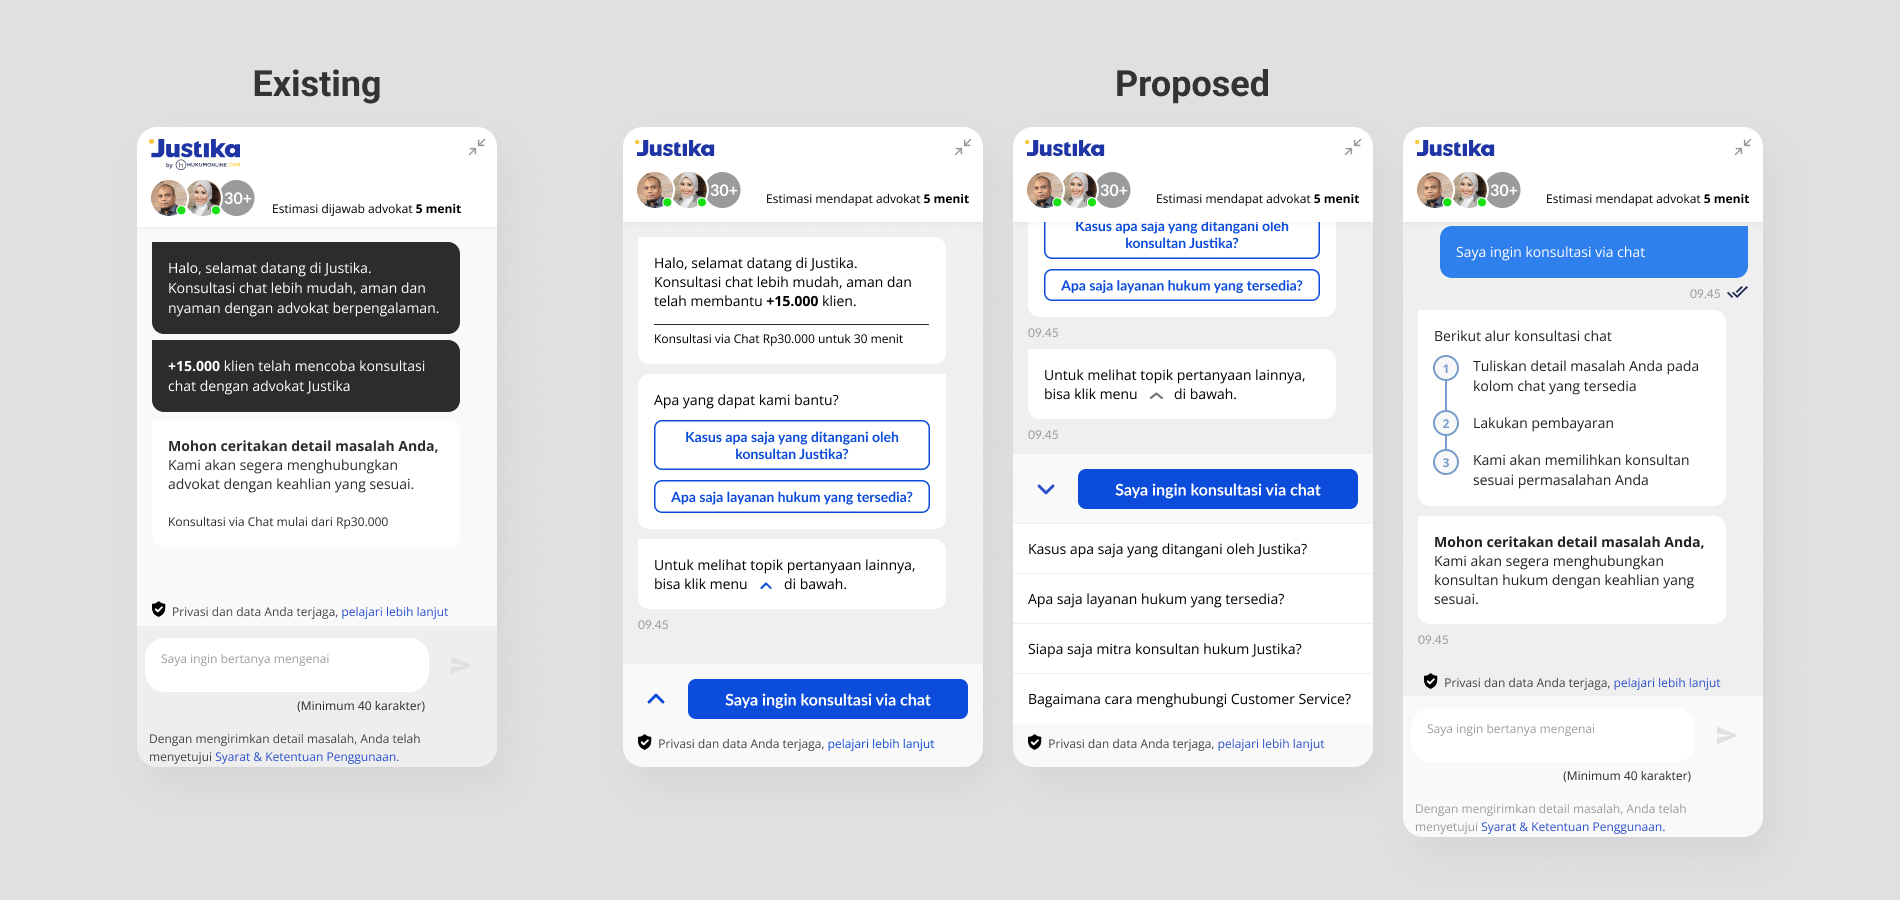 Existing
Justika
by HUKUMONLINE.COM
30+
Estimasi dijawab advokat 5 menit
Halo, selamat datang di Justika.
Konsultasi chat lebih mudah, aman dan
nyaman dengan advokat berpengalaman.
+15.000 klien telah mencoba konsultasi
chat dengan advokat Justika
Mohon ceritakan detail masalah Anda,
Kami akan segera menghubungkan
advokat dengan keahlian yang sesuai.
Konsultasi via Chat mulai dari Rp30.000
Privasi dan data Anda terjaga, pelajari lebih lanjut
Saya ingin bertanya mengenai
(Minimum 40 karakter)
Dengan mengirimkan detail masalah, Anda telah
menyetujui Syarat & Ketentuan Penggunaan.
Proposed
Justika
30+
Estimasi mendapat advokat 5 menit
Halo, selamat datang di Justika.
Konsultasi chat lebih mudah, aman dan
telah membantu +15.000 klien.
Konsultasi via Chat Rp30.000 untuk 30 menit
Apa yang dapat kami bantu?
Kasus apa saja yang ditangani oleh
konsultan Justika?
Apa saja layanan hukum yang tersedia?
Untuk melihat topik pertanyaan lainnya,
bisa klik menu di bawah.
09.45
Saya ingin konsultasi via chat
Privasi dan data Anda terjaga, pelajari lebih lanjut
Justika
30+
Estimasi mendapat advokat 5 menit
Kasus apa saja yang ditangani oleh
konsultan Justika?
Apa saja layanan hukum yang tersedia?
09.45
Untuk melihat topik pertanyaan lainnya,
bisa klik menu di bawah.
09.45
Saya ingin konsultasi via chat
Kasus apa saja yang ditangani oleh Justika?
Apa saja layanan hukum yang tersedia?
Siapa saja mitra konsultan hukum Justika?
Bagaimana cara menghubungi Customer Service?
Privasi dan data Anda terjaga, pelajari lebih lanjut
Justika
30+
Estimasi mendapat advokat 5 menit
Saya ingin konsultasi via chat
09.45
Berikut alur konsultasi chat
1 Tuliskan detail masalah Anda pada
kolom chat yang tersedia
2 Lakukan pembayaran
3 Kami akan memilihkan konsultan
sesuai permasalahan Anda
Mohon ceritakan detail masalah Anda,
Kami akan segera menghubungkan
konsultan hukum dengan keahlian yang
sesuai.
09.45
Privasi dan data Anda terjaga, pelajari lebih lanjut
Saya ingin bertanya mengenai
(Minimum 40 karakter)
Dengan mengirimkan detail masalah, Anda telah
menyetujui Syarat & Ketentuan Penggunaan.